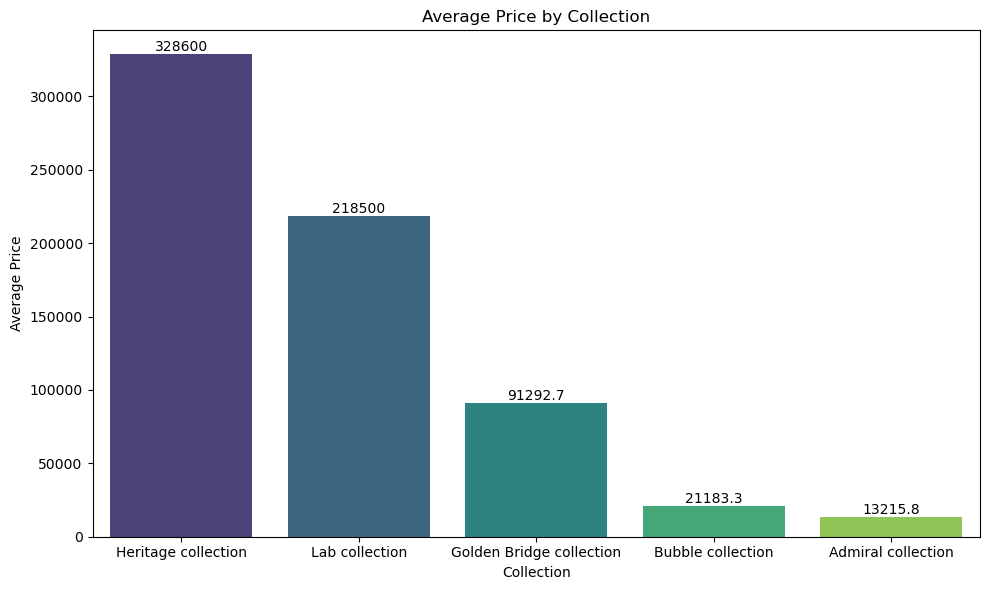 Average Price by Collection
328600
218500
91292.7
21183.3
13215.8
300000
250000
200000
150000
100000
50000
0
Average Price
Heritage collection
Lab collection
Golden Bridge collection
Bubble collection
Admiral collection
Collection